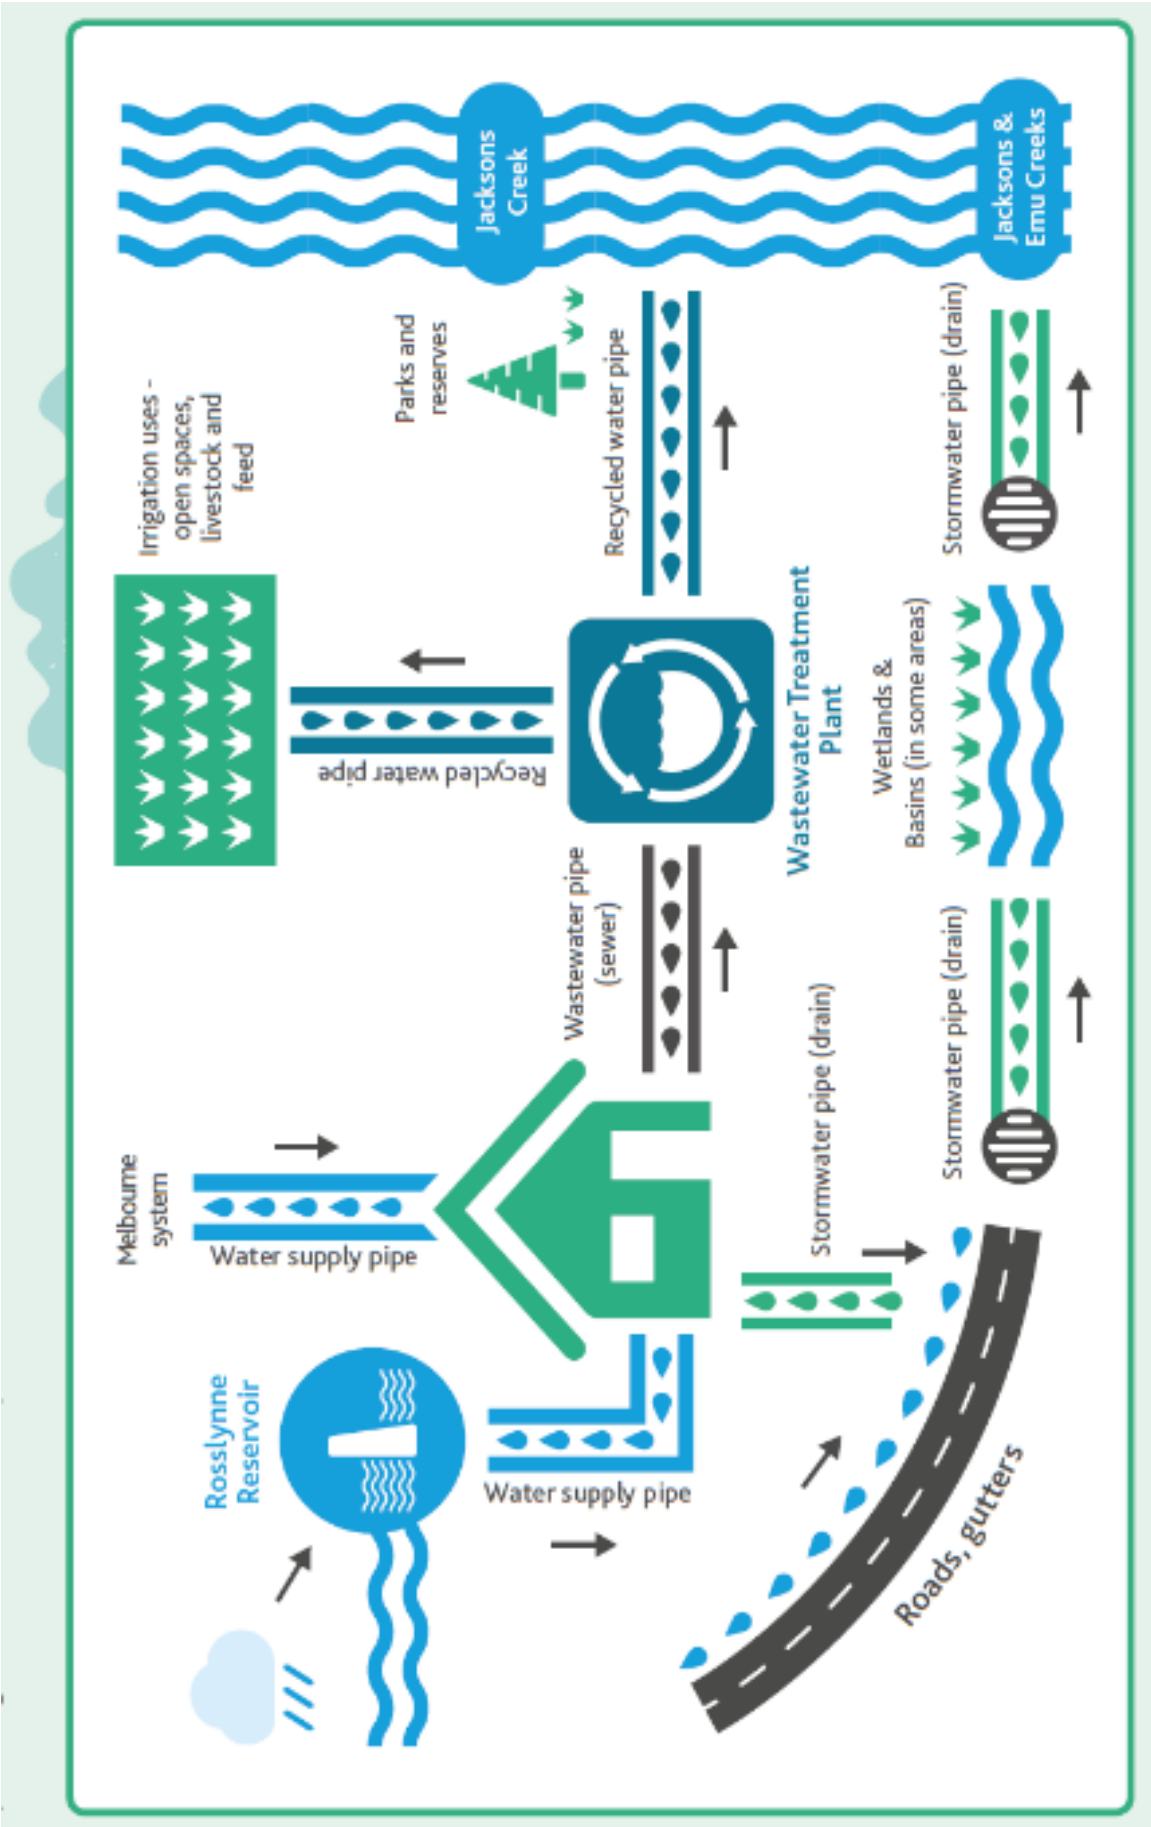 Melbourne
system
Water supply pipe
Rosslynne
Reservoir
Water supply pipe
Irrigation uses -
open spaces,
livestock and
feed
Recycled water pipe
Parks and
reserves
Jacksons
Creek
Wastewater pipe
(sewer)
Wastewater Treatment
Plant
Recycled water pipe
Stormwater pipe (drain)
Roads, gutters
Stormwater pipe (drain)
Wetlands &
Basins (in some areas)
Stormwater pipe (drain)
Jacksons &
Emu Creeks